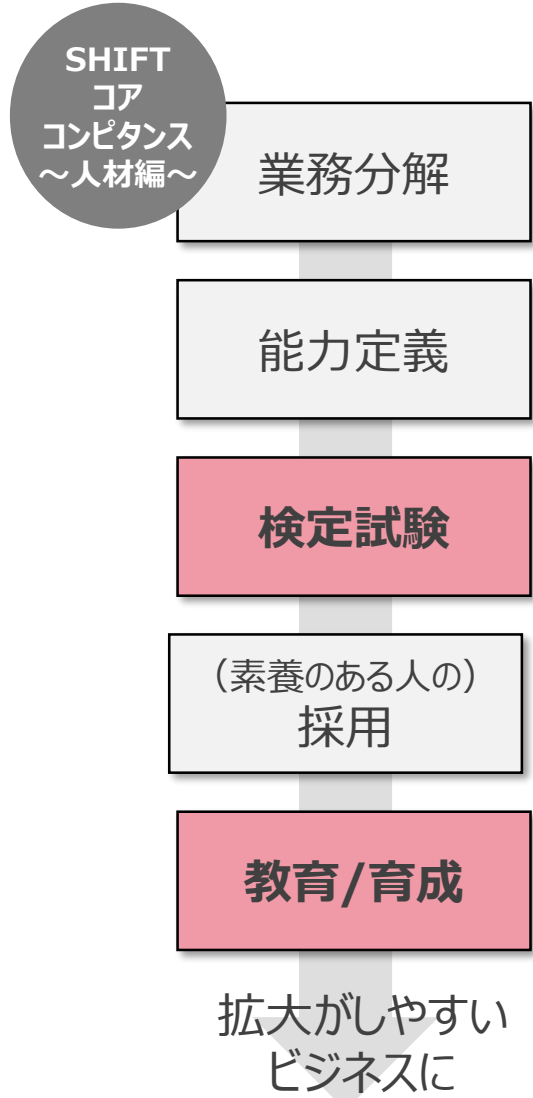 SHIFT
コア
コンピタンス
～人材編～
業務分解
能力定義
検定試験
（素養のある人の）
採用
教育/育成
拡大がしやすい
ビジネスに